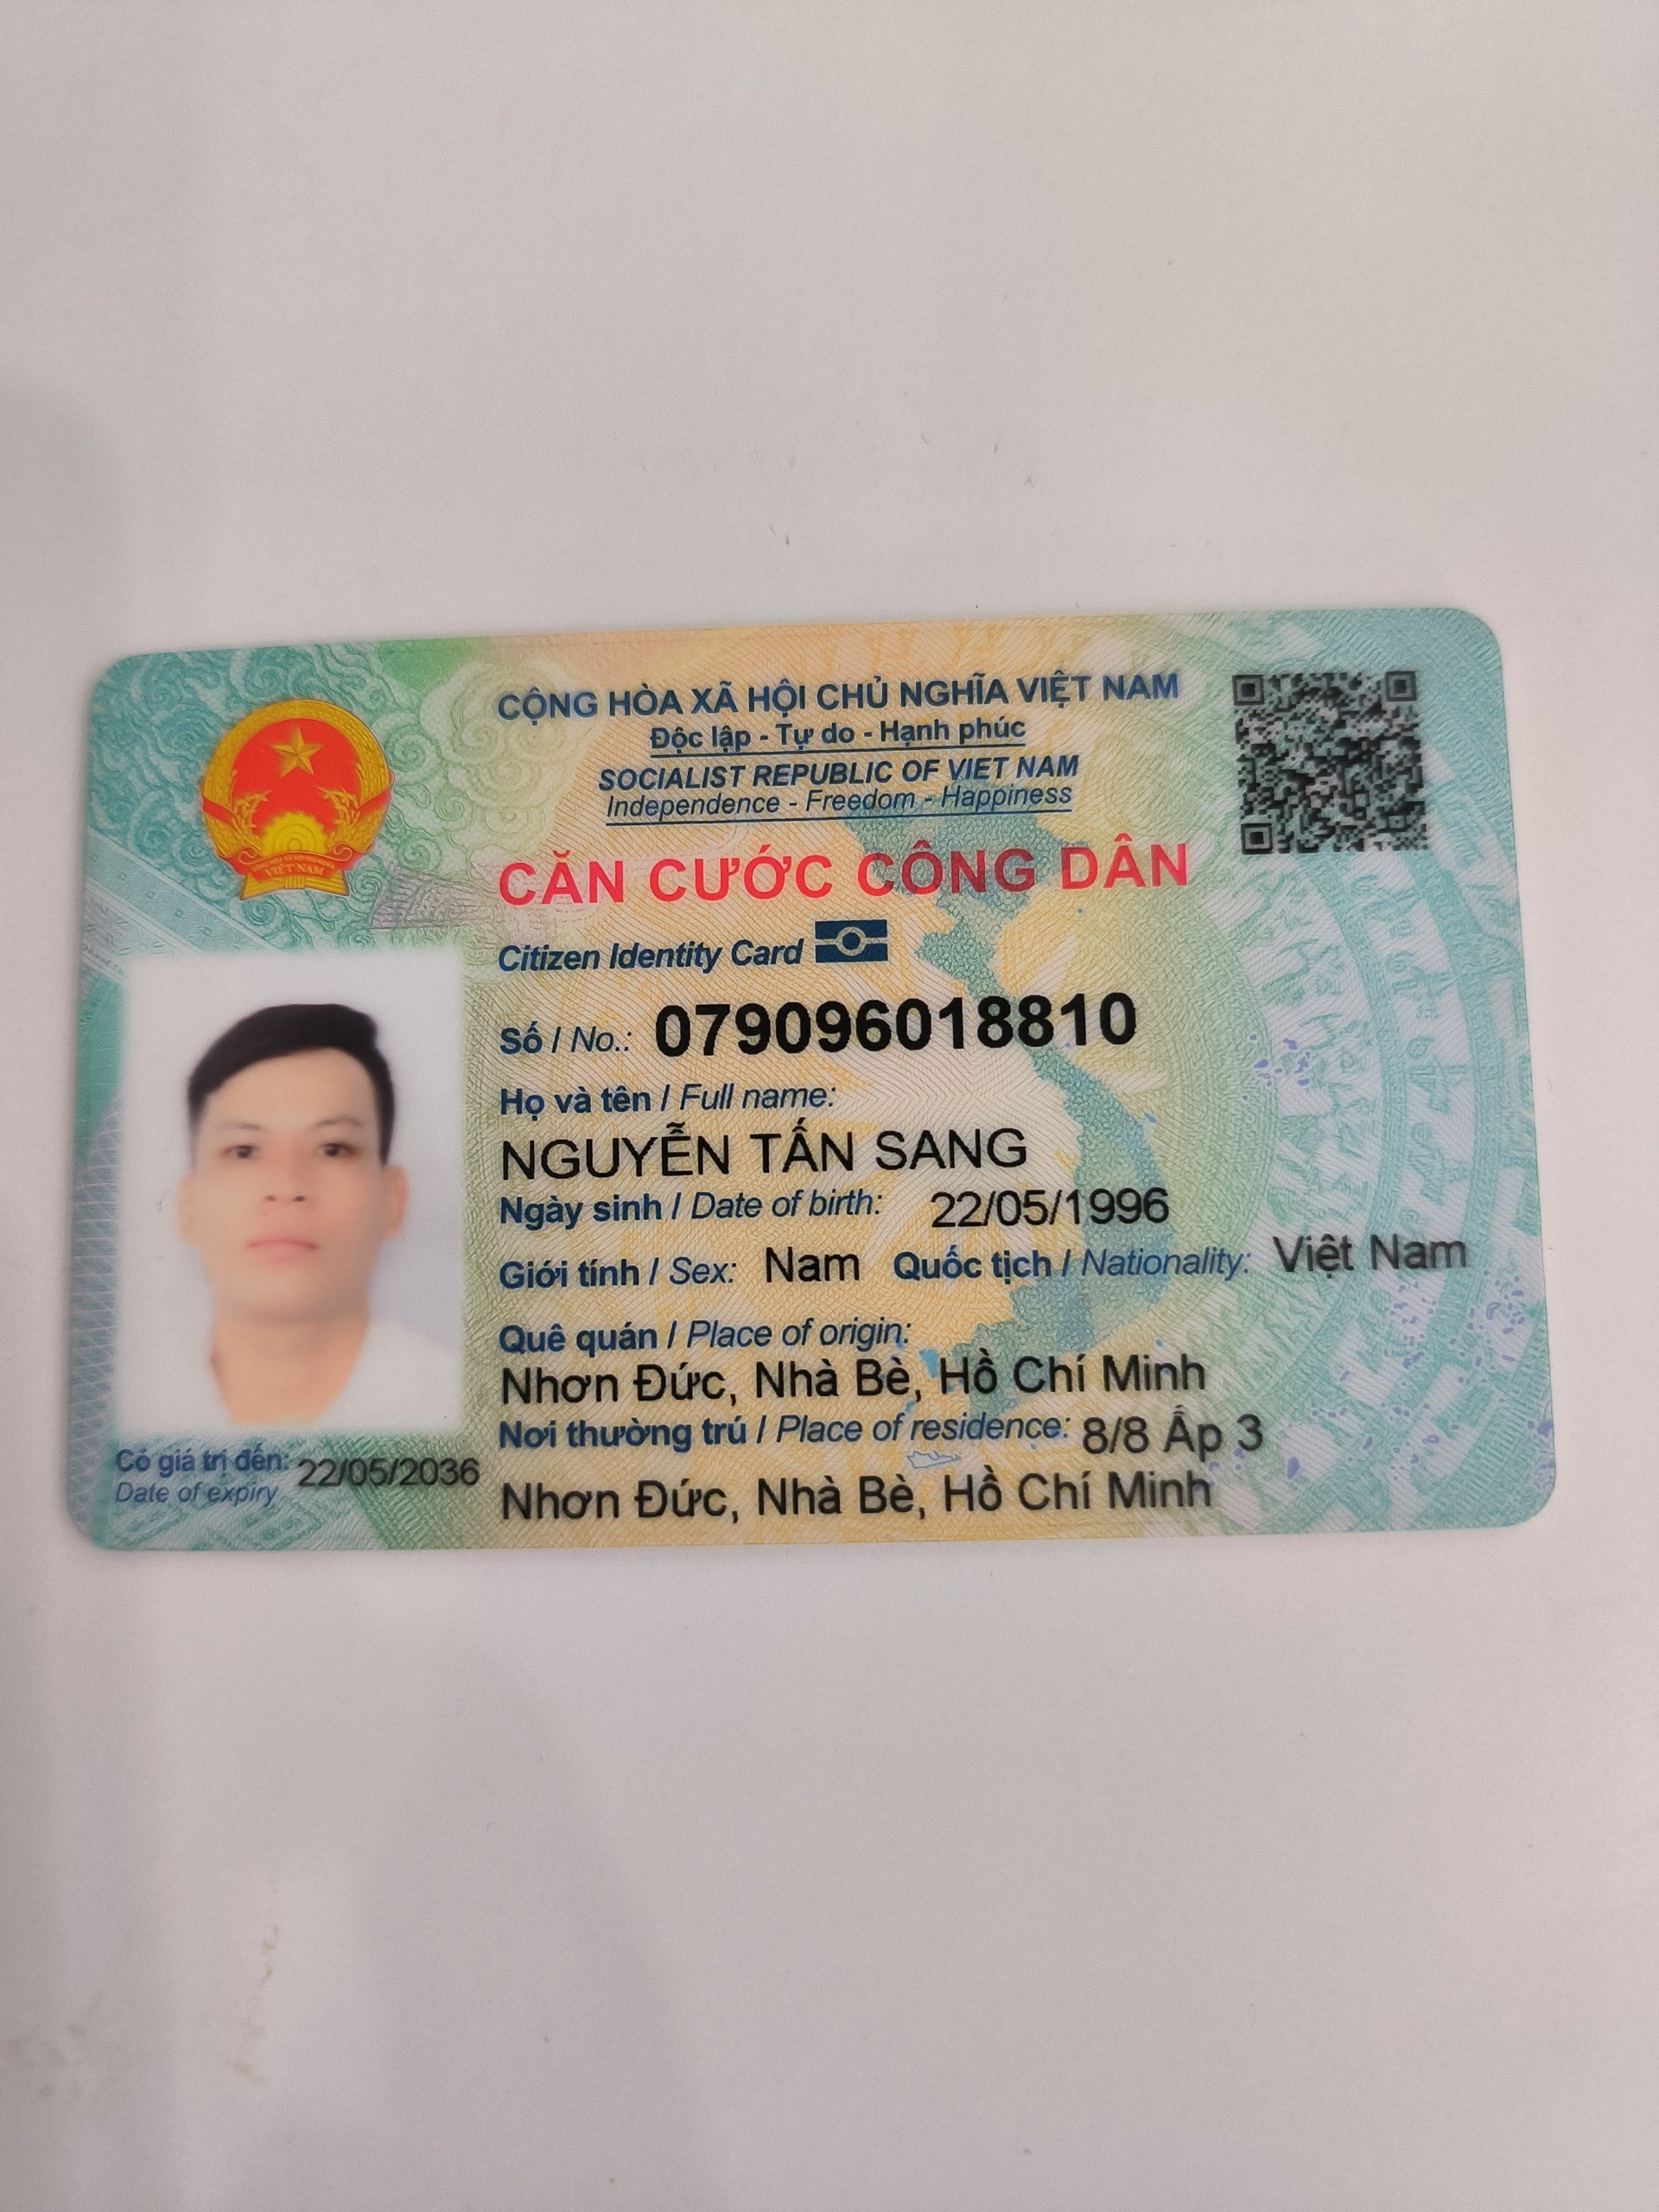 CỘNG HÒA XÃ HỘI CHỦ NGHĨA VIỆT NAM
Độc lập - Tự do - Hạnh phúc
SOCIALIST REPUBLIC OF VIET NAM
Independence - Freedom - Happiness
CĂN CƯỚC CÔNG DÂN
Citizen Identity Card
Số / No.: 079096018810
Họ và tên / Full name:
NGUYỄN TẤN SANG
Ngày sinh / Date of birth: 22/05/1996
Giới tính / Sex: Nam Quốc tịch / Nationality: Việt Nam
Quê quán / Place of origin:
Nhơn Đức, Nhà Bè, Hồ Chí Minh
Nơi thường trú / Place of residence: 8/8 Ấp 3
Nhơn Đức, Nhà Bè, Hồ Chí Minh
Có giá trị đến: 22/05/2036
Date of expiry
VIỆT NAM